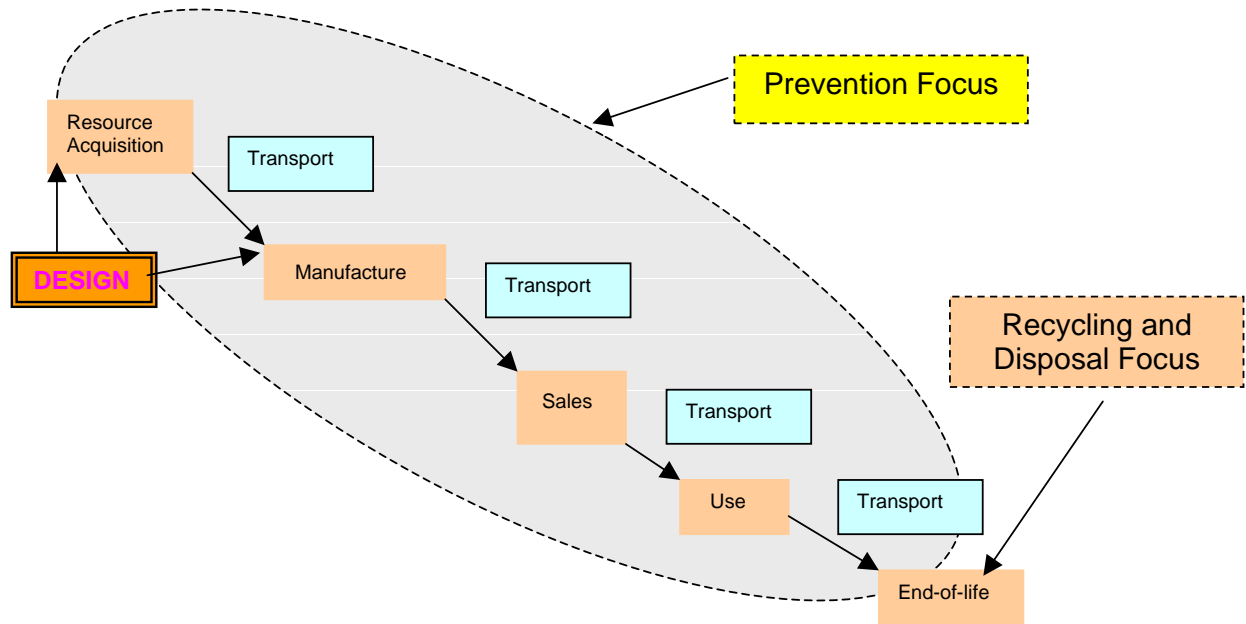 Prevention Focus
Resource
Acquisition
Transport
DESIGN
Manufacture
Transport
Recycling and
Disposal Focus
Sales
Transport
Use
Transport
End-of-life